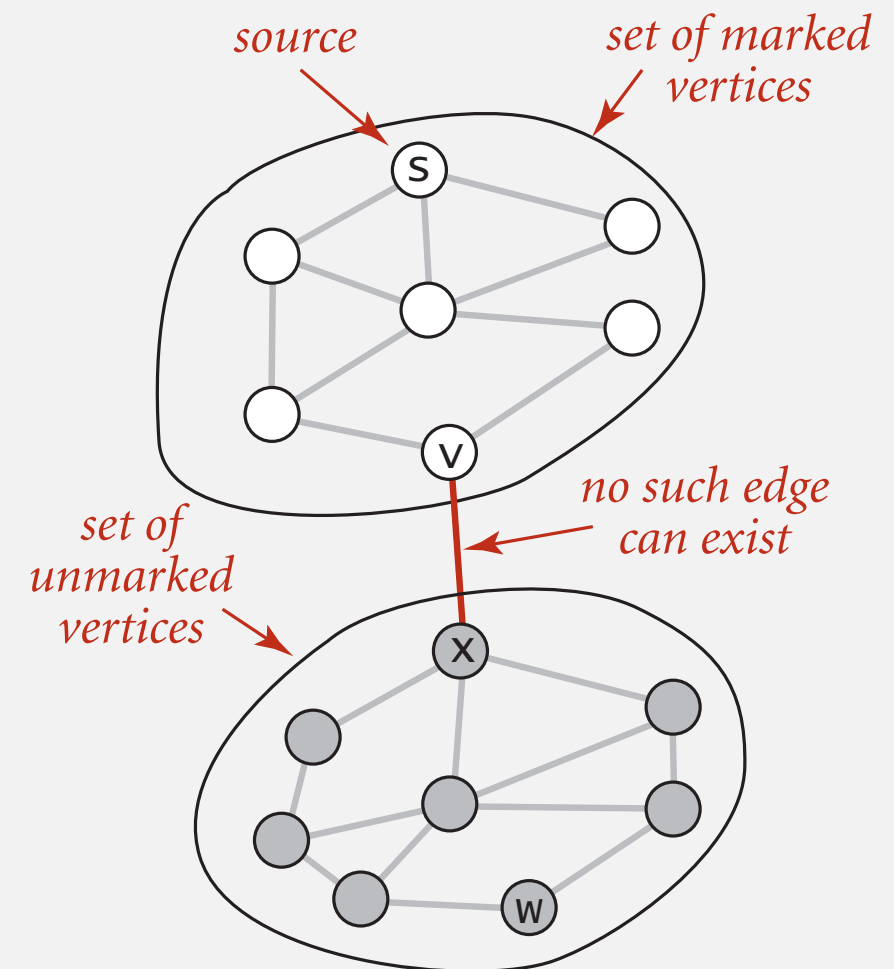 source
set of marked
vertices
s
v
no such edge
can exist
set of
unmarked
vertices
x
w